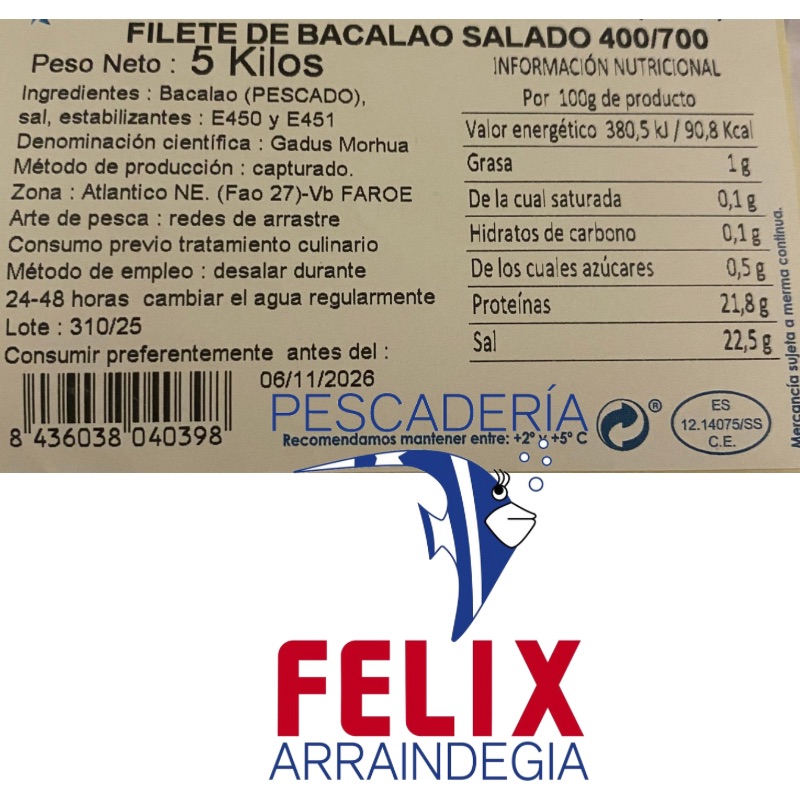 FILETE DE BACALAO SALADO 400/700
Peso Neto : 5 Kilos
Ingredientes : Bacalao (PESCADO),
sal, estabilizantes : E450 y E451
Denominación científica : Gadus Morhua
Método de producción : capturado.
Zona : Atlantico NE. (Fao 27)-Vb FAROE
Arte de pesca : redes de arrastre
Consumo previo tratamiento culinario
Método de empleo : desalar durante
24-48 horas cambiar el agua regularmente
Lote : 310/25
Consumir preferentemente antes del :
06/11/2026
8 436038 040398
INFORMACIÓN NUTRICIONAL
Por 100g de producto
Valor energético 380,5 kJ / 90,8 Kcal
Grasa 1 g
De la cual saturada 0,1 g
Hidratos de carbono 0,1 g
De los cuales azúcares 0,5 g
Proteínas 21,8 g
Sal 22,5 g
Mercancía sujeta a merma continua.
PESCADERÍA
Recomendamos mantener entre: +2º y +5º C
®
ES
12.14075/SS
C.E.
FELIX
ARRAINDEGIA